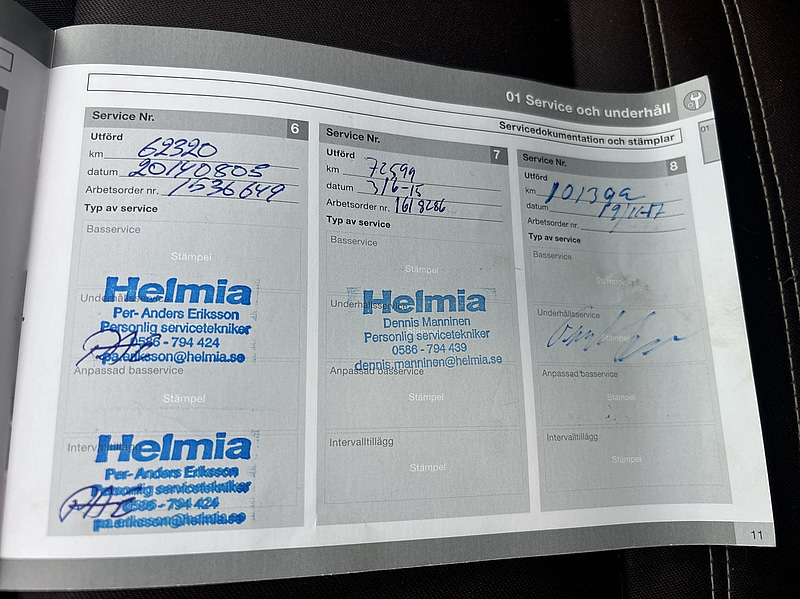 01 Service och underhåll
Servicedokumentation och stämplar
01
Service Nr. 6
Utförd
km 62320
datum 20140805
Arbetsorder nr. 1536649
Typ av service
Basservice
Stämpel
Underhållsservice
Helmia
Per- Anders Eriksson
Personlig servicetekniker
0586 - 794 424
pa.eriksson@helmia.se
Anpassad basservice
Stämpel
Intervalltillägg
Helmia
Per- Anders Eriksson
Personlig servicetekniker
0586 - 794 424
pa.eriksson@helmia.se
Service Nr. 7
Utförd
km 72599
datum 3/6-15
Arbetsorder nr. 1618286
Typ av service
Basservice
Stämpel
Underhållsservice
Helmia
Dennis Manninen
Personlig servicetekniker
0586 - 794 439
dennis.manninen@helmia.se
Anpassad basservice
Stämpel
Intervalltillägg
Stämpel
Service Nr. 8
Utförd
km
datum
Arbetsorder nr.
Typ av service
Basservice
Stämpel
Underhållsservice
Stämpel
Anpassad basservice
Stämpel
Intervalltillägg
Stämpel
11